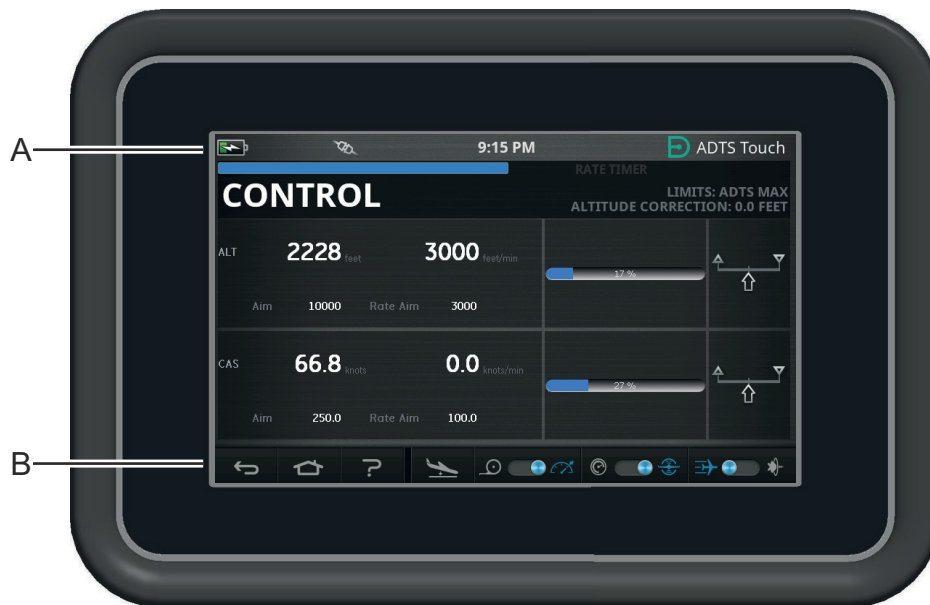 A
9:15 PM ADTS Touch
RATE TIMER
CONTROL
LIMITS: ADTS MAX
ALTITUDE CORRECTION: 0.0 FEET
ALT 2228 feet 3000 feet/min
17 %
Aim 10000 Rate Aim 3000
CAS 66.8 knots 0.0 knots/min
27 %
Aim 250.0 Rate Aim 100.0
B
?